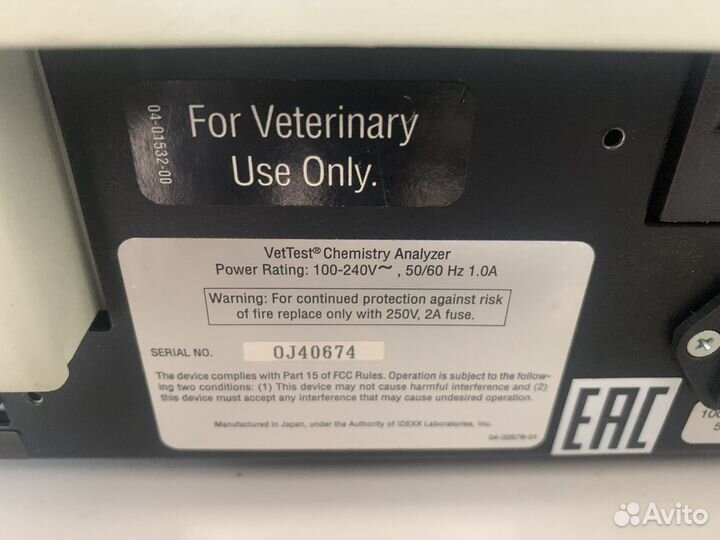 04-01532-00
For Veterinary
Use Only.
VetTest® Chemistry Analyzer
Power Rating: 100-240V~ , 50/60 Hz 1.0A
Warning: For continued protection against risk
of fire replace only with 250V, 2A fuse.
SERIAL NO. 0J40674
The device complies with Part 15 of FCC Rules. Operation is subject to the follow-
ing two conditions: (1) This device may not cause harmful interference and (2)
this device must accept any interference that may cause undesired operation.
Manufactured in Japan, under the Authority of IDEXX Laboratories, Inc.
EAC
100
5
Avito